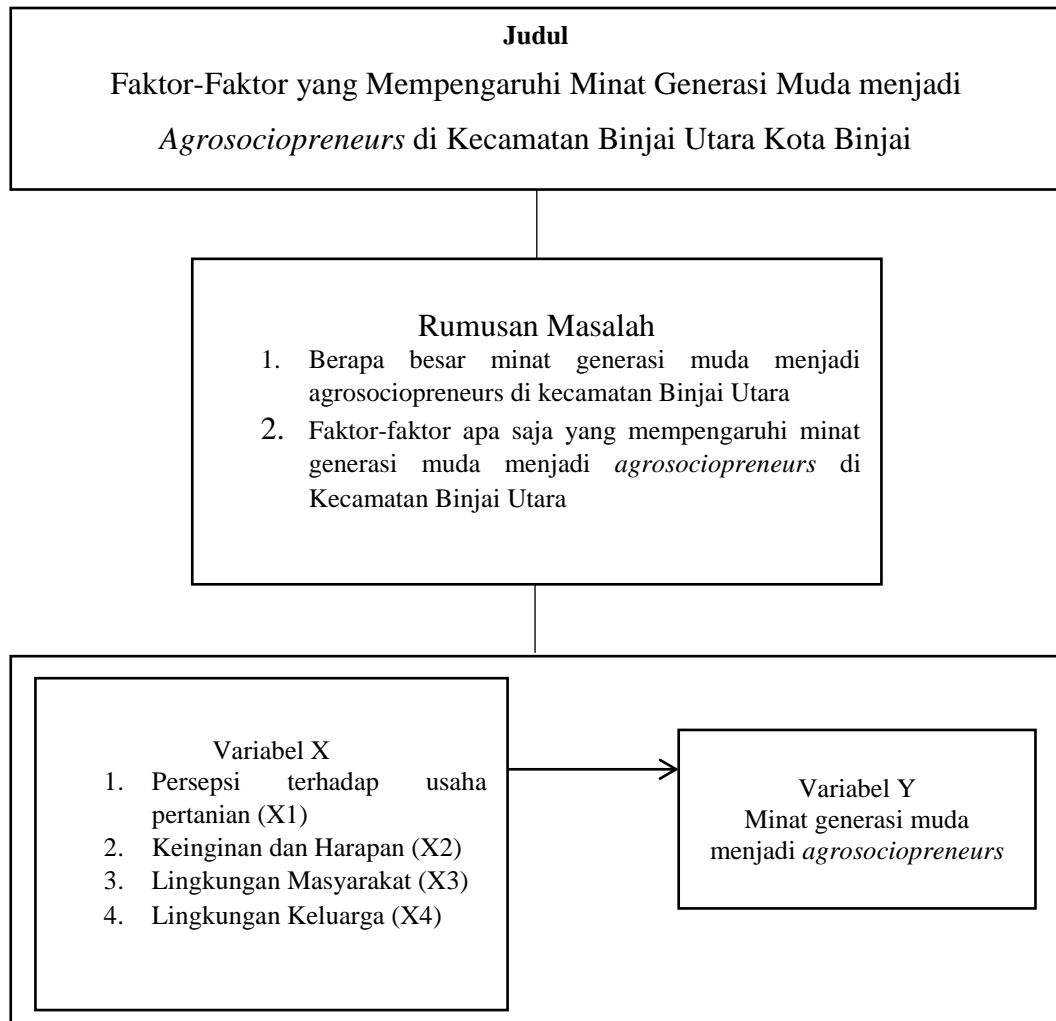 Judul
Faktor-Faktor yang Mempengaruhi Minat Generasi Muda menjadi
Agrosociopreneurs di Kecamatan Binjai Utara Kota Binjai
Rumusan Masalah
1. Berapa besar minat generasi muda menjadi
agrosociopreneurs di kecamatan Binjai Utara
2. Faktor-faktor apa saja yang mempengaruhi minat
generasi muda menjadi agrosociopreneurs di
Kecamatan Binjai Utara
Variabel X
1. Persepsi terhadap usaha
pertanian (X1)
2. Keinginan dan Harapan (X2)
3. Lingkungan Masyarakat (X3)
4. Lingkungan Keluarga (X4)
Variabel Y
Minat generasi muda
menjadi agrosociopreneurs